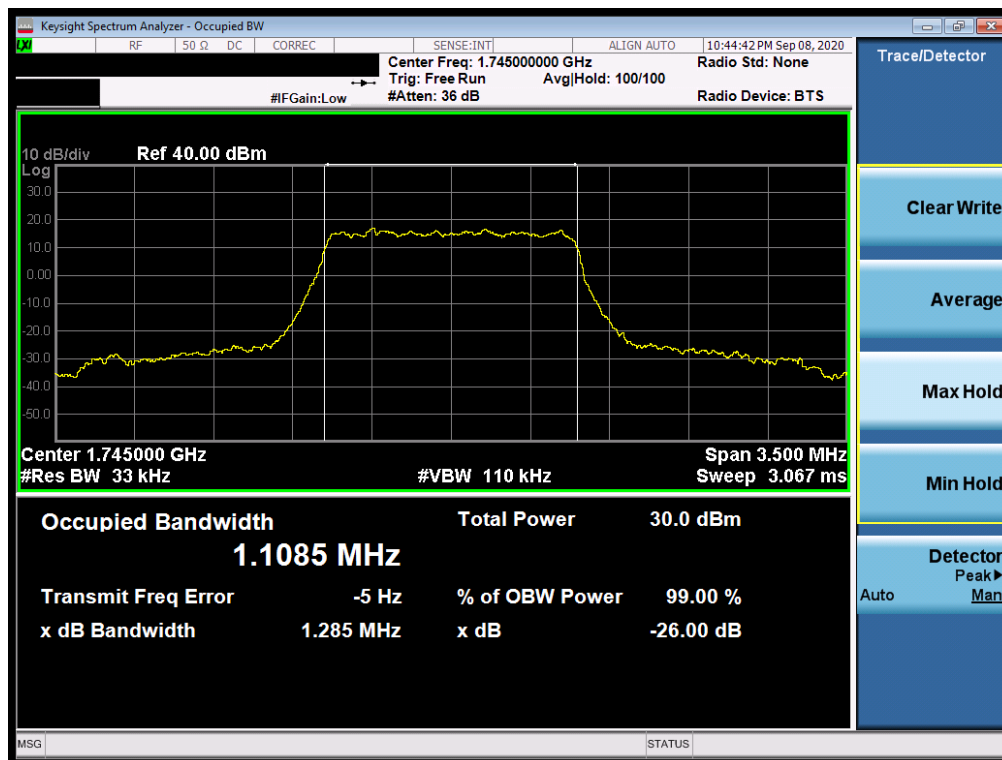 Keysight Spectrum Analyzer - Occupied BW
LXI RF 50 Ω DC CORREC SENSE:INT ALIGN AUTO 10:44:42 PM Sep 08, 2020
Center Freq: 1.745000000 GHz Radio Std: None
Trig: Free Run Avg|Hold: 100/100
#IFGain:Low #Atten: 36 dB Radio Device: BTS
10 dB/div Ref 40.00 dBm
Log
30.0
20.0
10.0
0.00
-10.0
-20.0
-30.0
-40.0
-50.0
Center 1.745000 GHz Span 3.500 MHz
#Res BW 33 kHz #VBW 110 kHz Sweep 3.067 ms
Occupied Bandwidth Total Power 30.0 dBm
1.1085 MHz
Transmit Freq Error -5 Hz % of OBW Power 99.00 %
x dB Bandwidth 1.285 MHz x dB -26.00 dB
MSG STATUS
Trace/Detector
Clear Write
Average
Max Hold
Min Hold
Detector
Peak▶
Auto Man